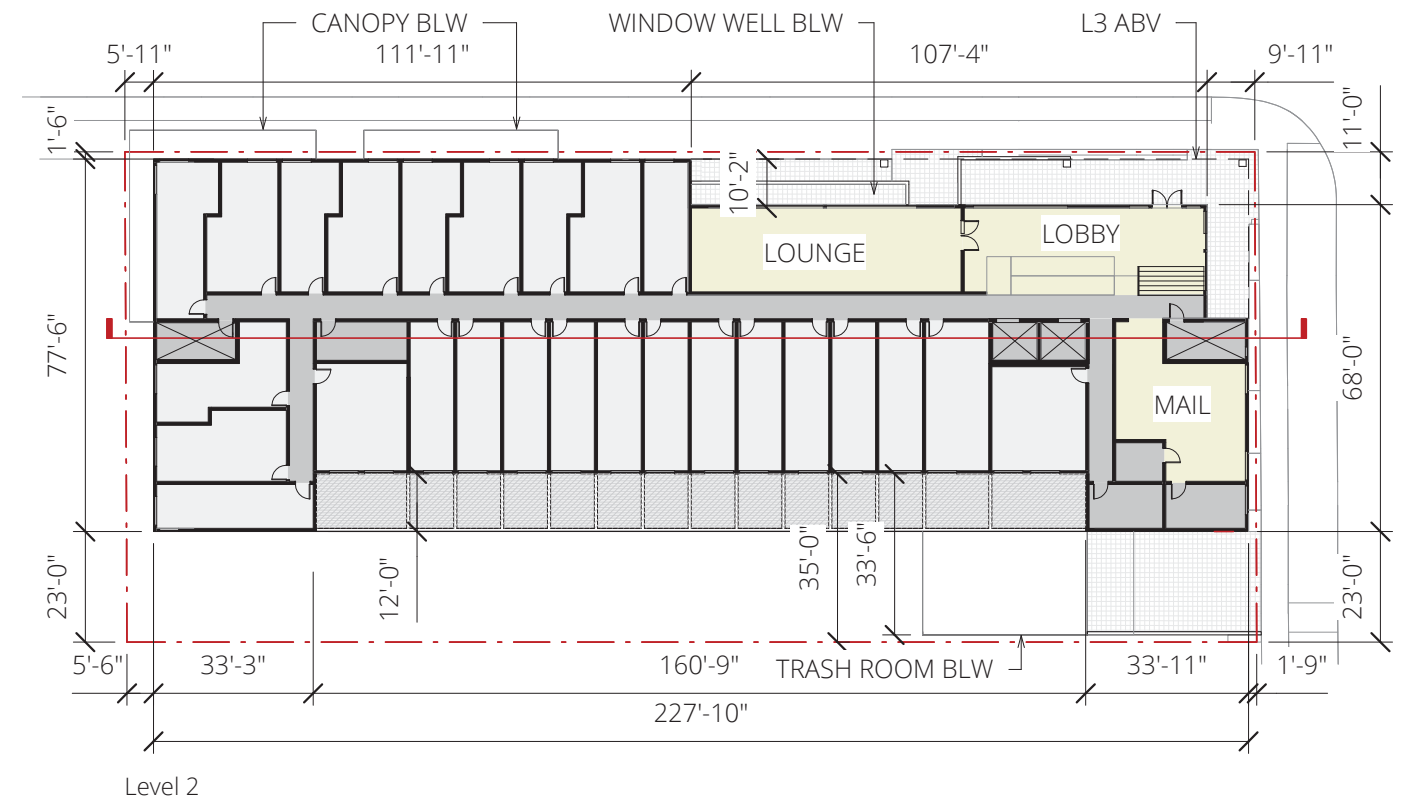 CANOPY BLW
WINDOW WELL BLW
L3 ABV
5'-11"
111'-11"
107'-4"
9'-11"
1'-6"
11'-0"
10'-2"
LOUNGE
LOBBY
77'-6"
68'-0"
MAIL
23'-0"
12'-0"
35'-0"
33'-6"
23'-0"
5'-6"
33'-3"
160'-9"
TRASH ROOM BLW
33'-11"
1'-9"
227'-10"
Level 2